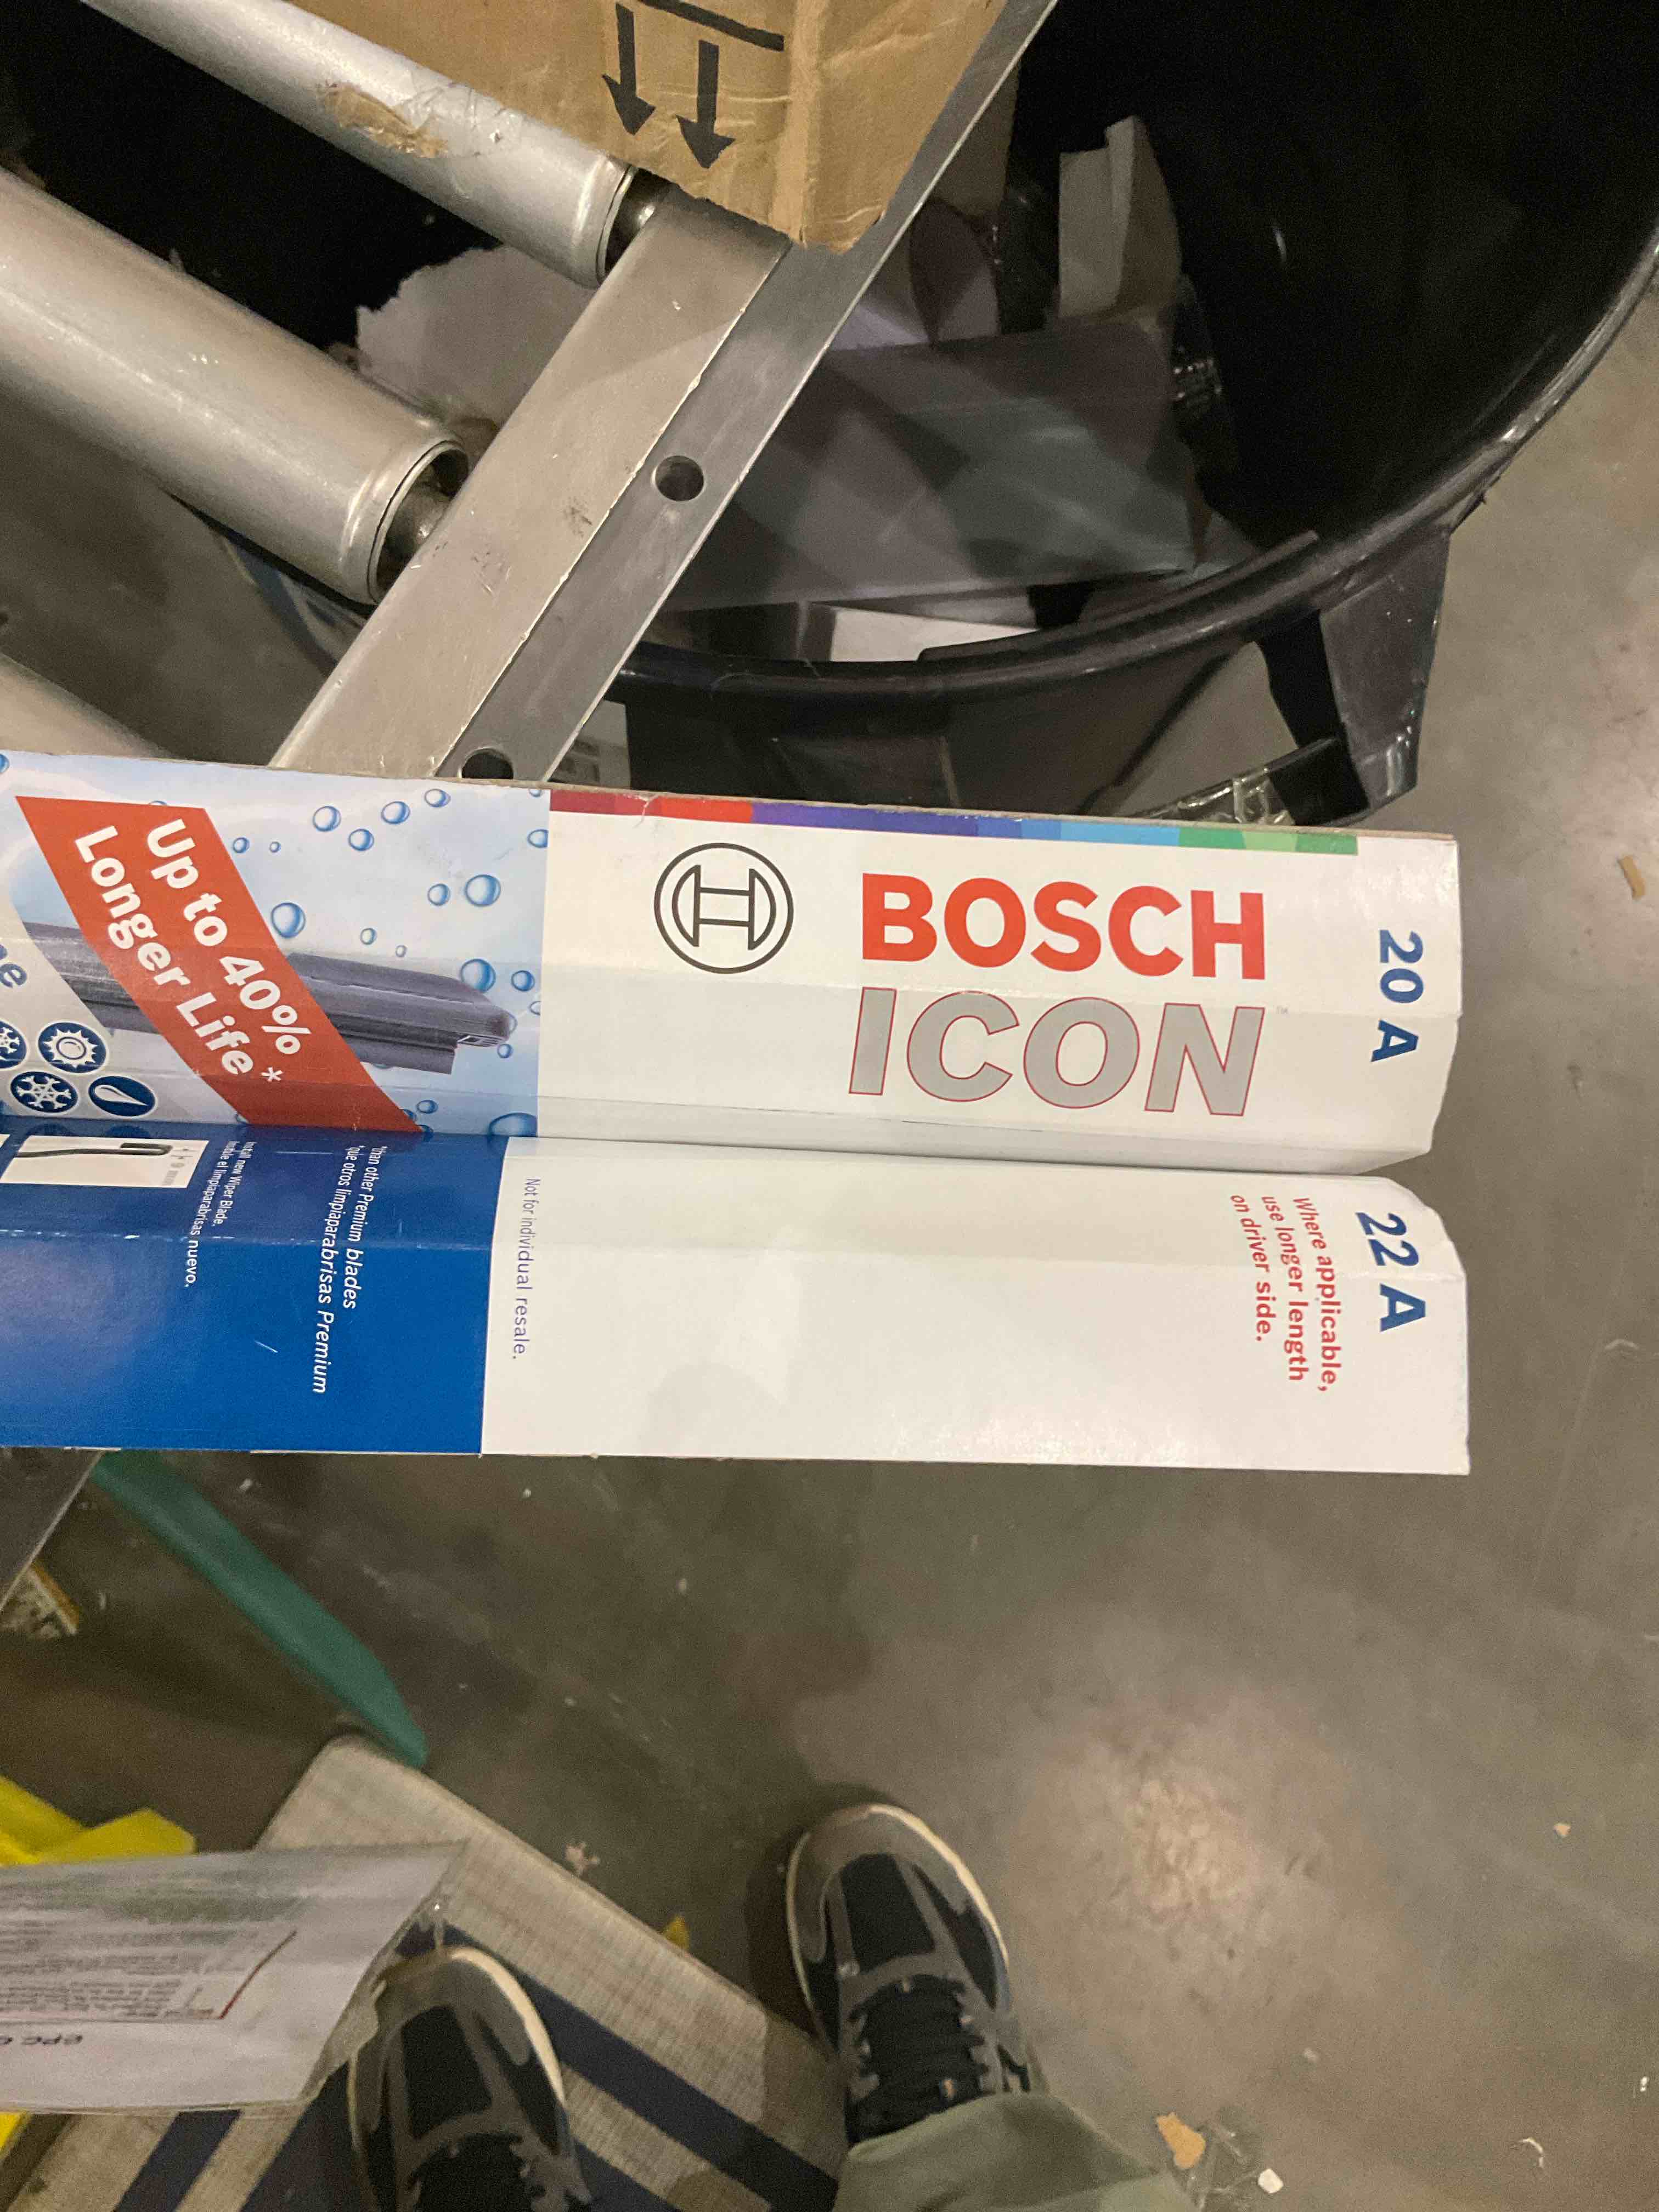 BOSCH
ICON
20 A
Up to 40%
Longer Life*
22 A
Where applicable,
use longer length
on driver side.
Not for individual resale.
than other Premium blades
que otros limpiaparabrisas Premium
Install new Wiper Blade.
el limpiaparabrisas nuevo.